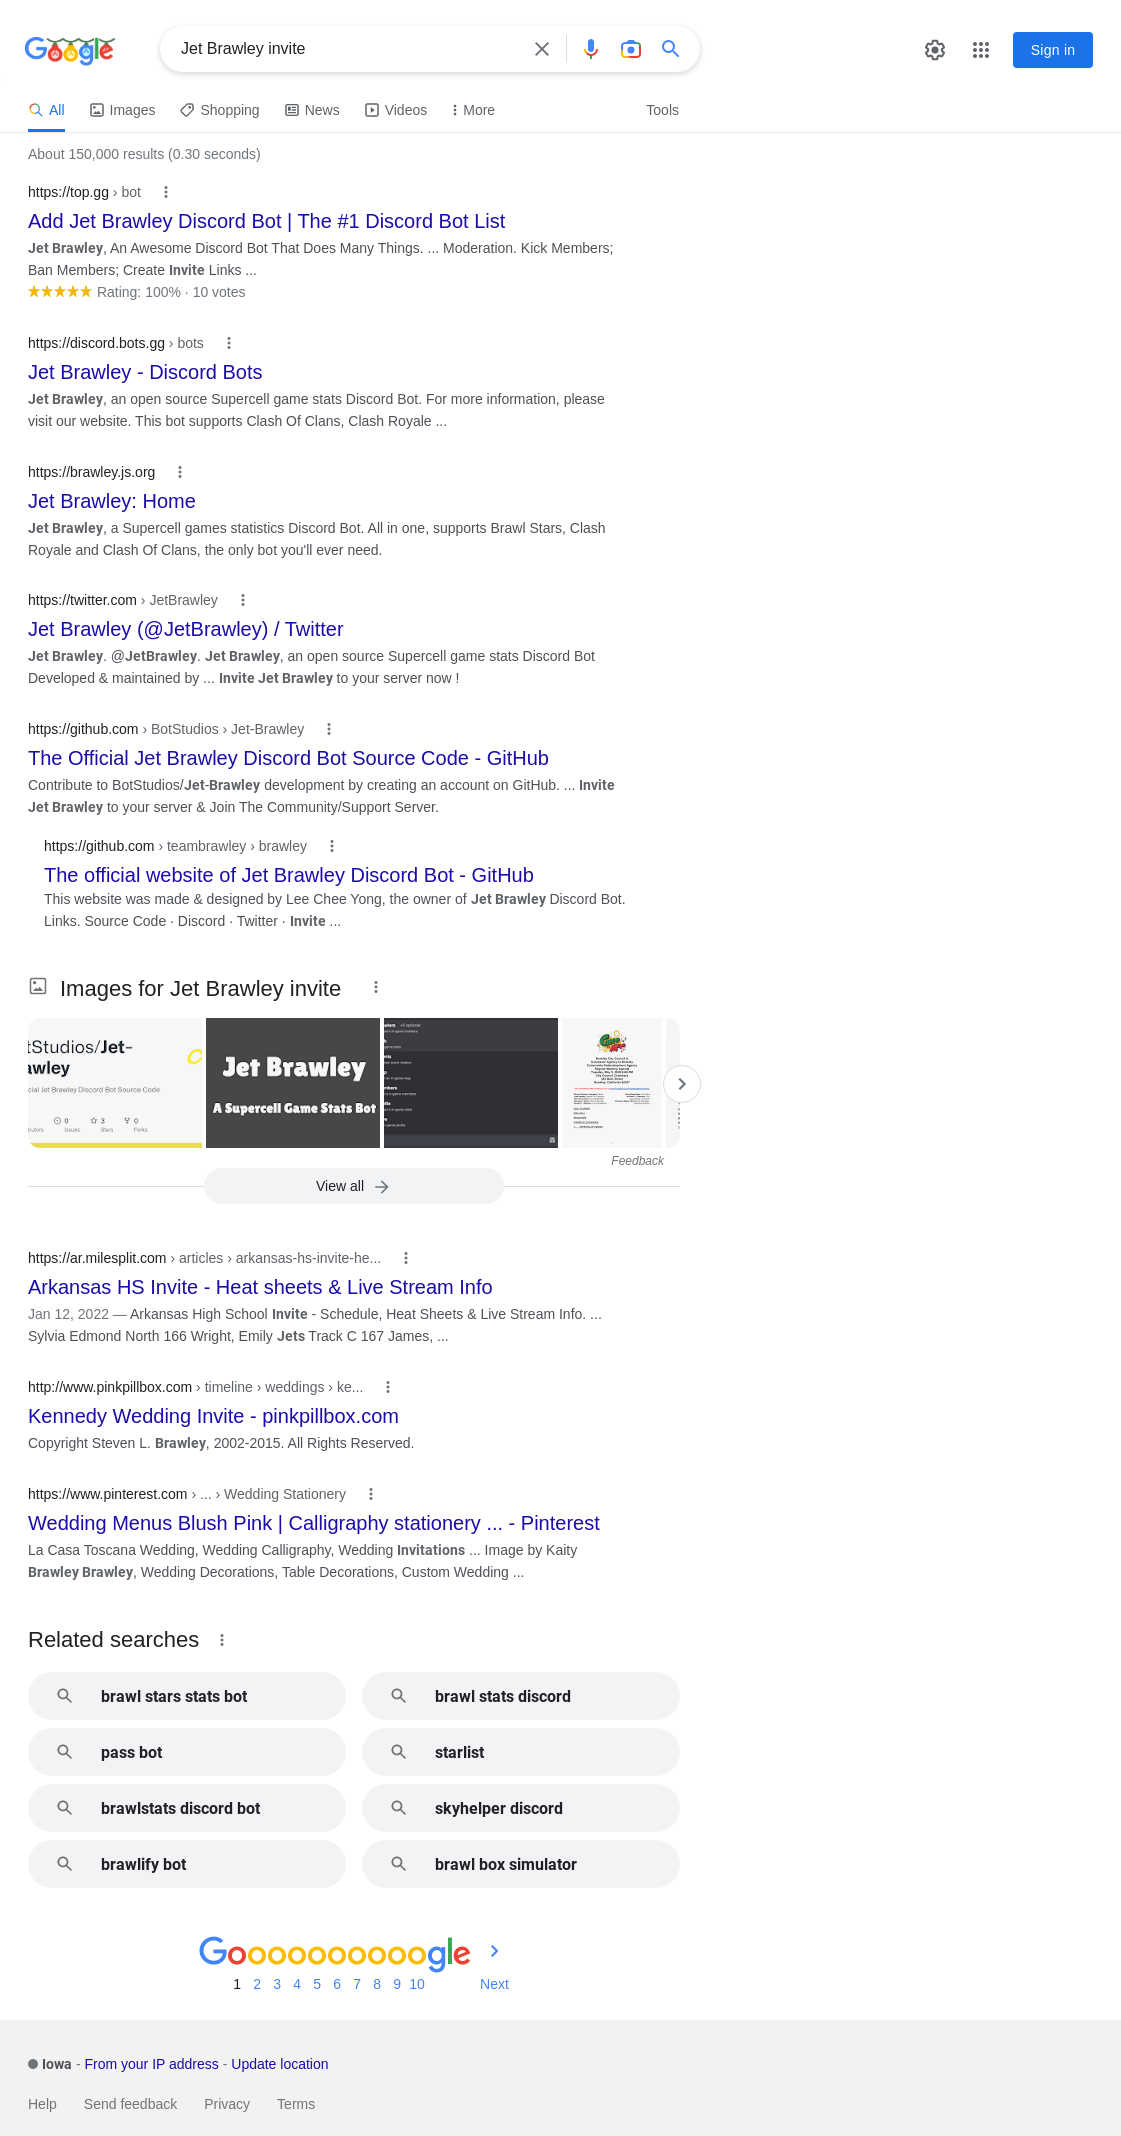 Google
Jet Brawley invite
Sign in
All
Images
Shopping
News
Videos
More
Tools
About 150,000 results (0.30 seconds)
https://top.gg › bot
Add Jet Brawley Discord Bot | The #1 Discord Bot List
Jet Brawley, An Awesome Discord Bot That Does Many Things. ... Moderation. Kick Members;
Ban Members; Create Invite Links ...
Rating: 100% · 10 votes
https://discord.bots.gg › bots
Jet Brawley - Discord Bots
Jet Brawley, an open source Supercell game stats Discord Bot. For more information, please
visit our website. This bot supports Clash Of Clans, Clash Royale ...
https://brawley.js.org
Jet Brawley: Home
Jet Brawley, a Supercell games statistics Discord Bot. All in one, supports Brawl Stars, Clash
Royale and Clash Of Clans, the only bot you'll ever need.
https://twitter.com › JetBrawley
Jet Brawley (@JetBrawley) / Twitter
Jet Brawley. @JetBrawley. Jet Brawley, an open source Supercell game stats Discord Bot
Developed & maintained by ... Invite Jet Brawley to your server now !
https://github.com › BotStudios › Jet-Brawley
The Official Jet Brawley Discord Bot Source Code - GitHub
Contribute to BotStudios/Jet-Brawley development by creating an account on GitHub. ... Invite
Jet Brawley to your server & Join The Community/Support Server.
https://github.com › teambrawley › brawley
The official website of Jet Brawley Discord Bot - GitHub
This website was made & designed by Lee Chee Yong, the owner of Jet Brawley Discord Bot.
Links. Source Code · Discord · Twitter · Invite ...
Images for Jet Brawley invite
tStudios/Jet-
awley
cial Jet Brawley Discord Bot Source Code
0
3
0
Issues
Stars
Forks
Jet Brawley
A Supercell Game Stats Bot
Feedback
View all
https://ar.milesplit.com › articles › arkansas-hs-invite-he...
Arkansas HS Invite - Heat sheets & Live Stream Info
Jan 12, 2022 — Arkansas High School Invite - Schedule, Heat Sheets & Live Stream Info. ...
Sylvia Edmond North 166 Wright, Emily Jets Track C 167 James, ...
http://www.pinkpillbox.com › timeline › weddings › ke...
Kennedy Wedding Invite - pinkpillbox.com
Copyright Steven L. Brawley, 2002-2015. All Rights Reserved.
https://www.pinterest.com › ... › Wedding Stationery
Wedding Menus Blush Pink | Calligraphy stationery ... - Pinterest
La Casa Toscana Wedding, Wedding Calligraphy, Wedding Invitations ... Image by Kaity
Brawley Brawley, Wedding Decorations, Table Decorations, Custom Wedding ...
Related searches
brawl stars stats bot
brawl stats discord
pass bot
starlist
brawlstats discord bot
skyhelper discord
brawlify bot
brawl box simulator
Goooooooooogle
1 2 3 4 5 6 7 8 9 10 Next
Iowa - From your IP address - Update location
Help
Send feedback
Privacy
Terms